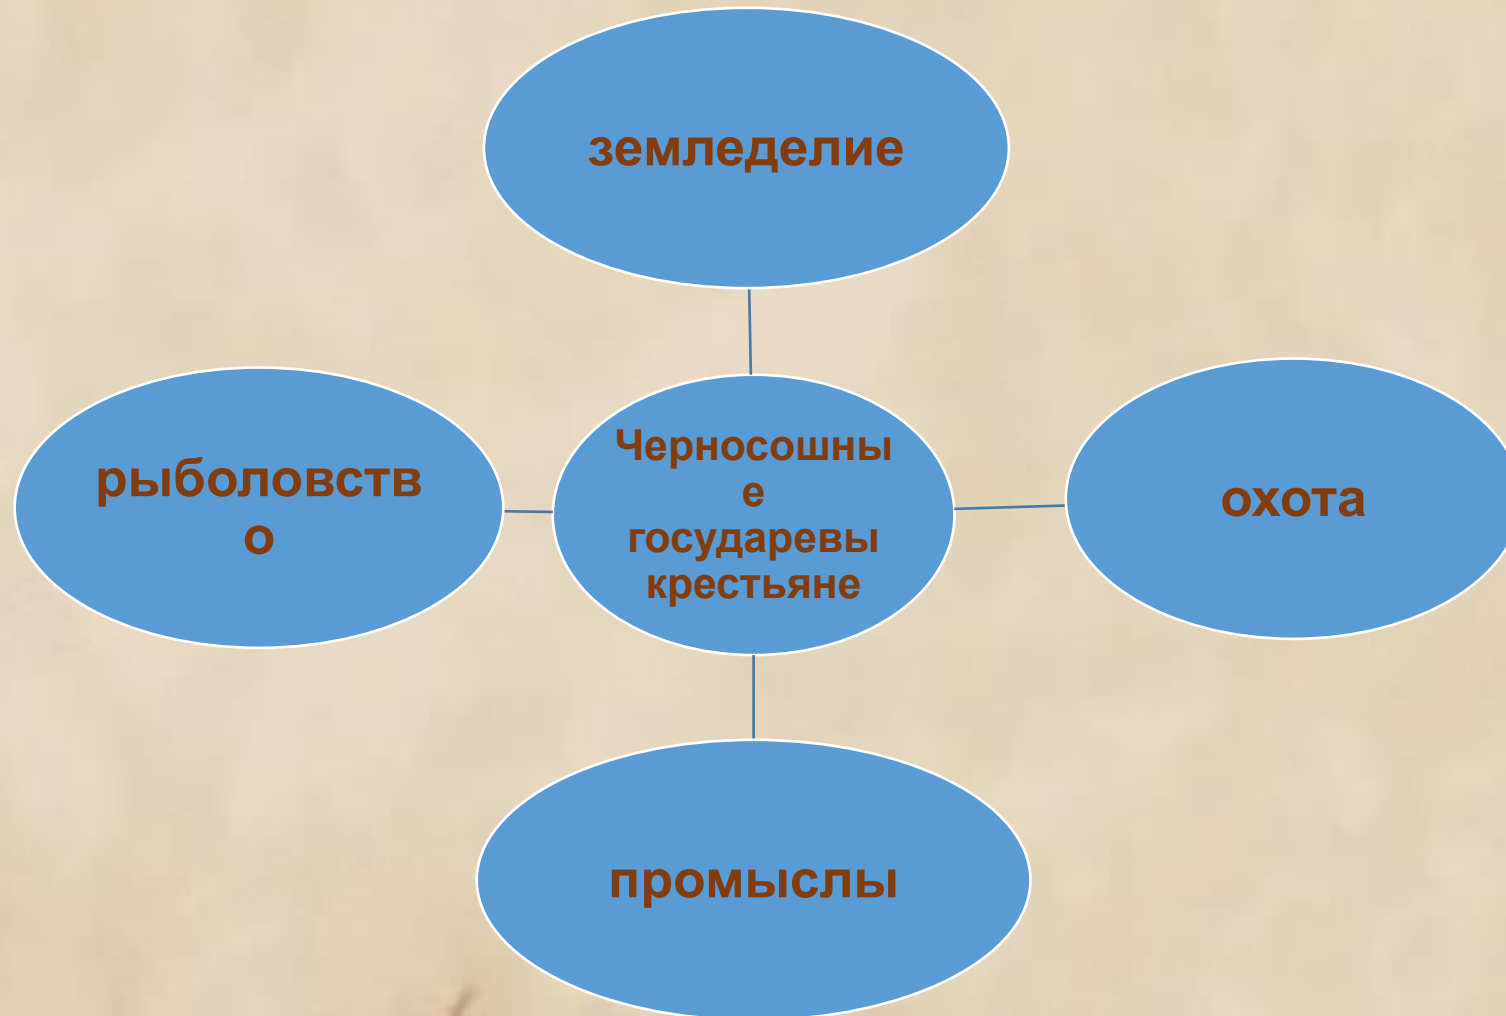 земледелие
рыболовств
о
Черносошны
е
государевы
крестьяне
охота
промыслы